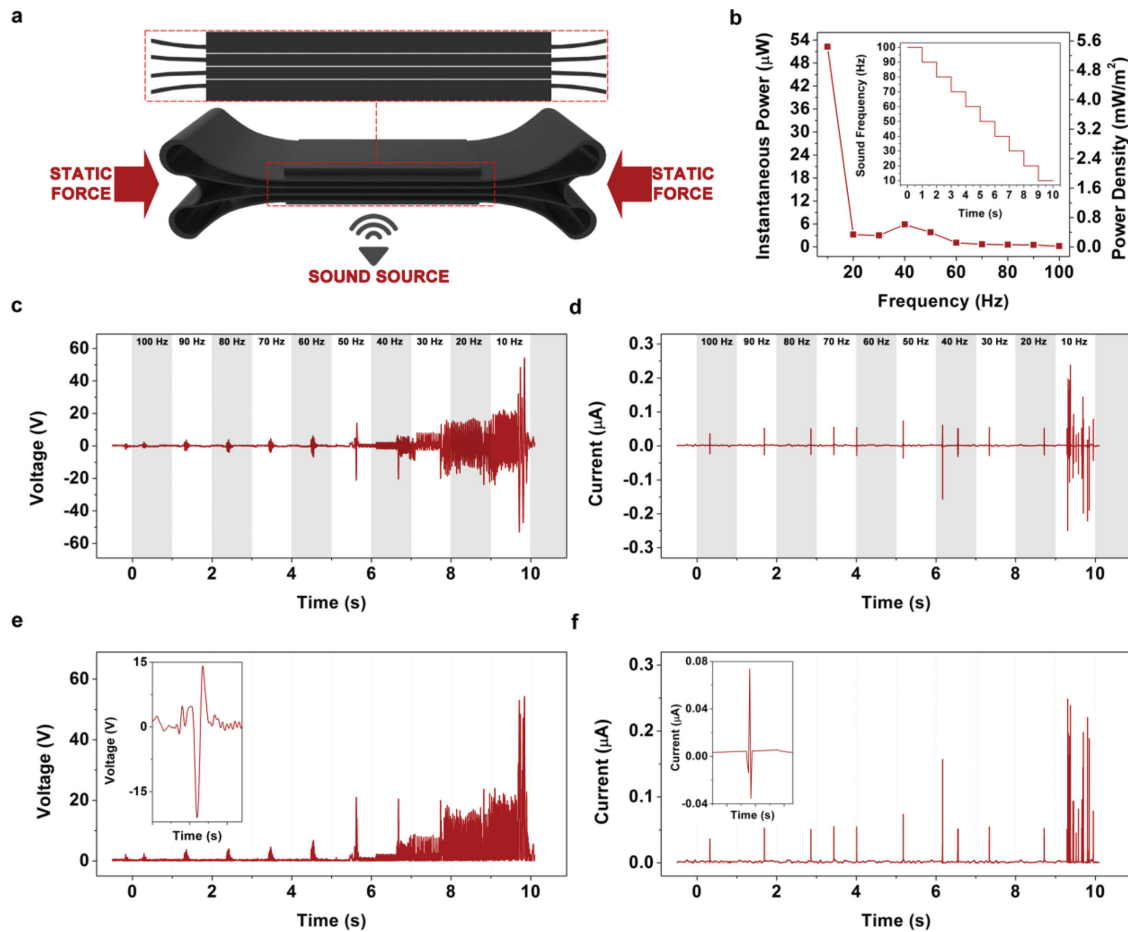 a
STATIC
FORCE
STATIC
FORCE
SOUND SOURCE
b
Instantaneous Power (μW)
54
48
42
36
30
24
18
12
6
0
20 40 60 80 100
Frequency (Hz)
5.6
4.8
4.0
3.2
2.4
1.6
0.8
0.0
Power Density (mW/m²)
Sound Frequency (Hz)
100
90
80
70
60
50
40
30
20
10
0 1 2 3 4 5 6 7 8 9 10
Time (s)
c
100 Hz 90 Hz 80 Hz 70 Hz 60 Hz 50 Hz 40 Hz 30 Hz 20 Hz 10 Hz
Voltage (V)
60
40
20
0
-20
-40
-60
0 2 4 6 8 10
Time (s)
d
100 Hz 90 Hz 80 Hz 70 Hz 60 Hz 50 Hz 40 Hz 30 Hz 20 Hz 10 Hz
Current (μA)
0.3
0.2
0.1
0.0
-0.1
-0.2
-0.3
0 2 4 6 8 10
Time (s)
e
Voltage (V)
60
40
20
0
0 2 4 6 8 10
Time (s)
Voltage (V)
15
0
-15
Time (s)
f
Current (μA)
0.3
0.2
0.1
0.0
0 2 4 6 8 10
Time (s)
Current (μA)
0.08
0.04
0.00
-0.04
Time (s)